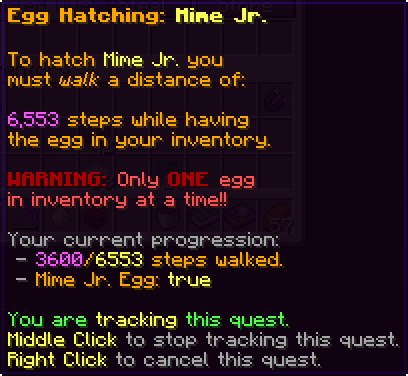 Egg Hatching: Mime Jr.
To hatch Mime Jr. you
must walk a distance of:
6,553 steps while having
the egg in your inventory.
WARNING: Only ONE egg
in inventory at a time!!
Your current progression:
- 3600/6553 steps walked.
- Mime Jr. Egg: true
You are tracking this quest.
Middle Click to stop tracking this quest.
Right Click to cancel this quest.